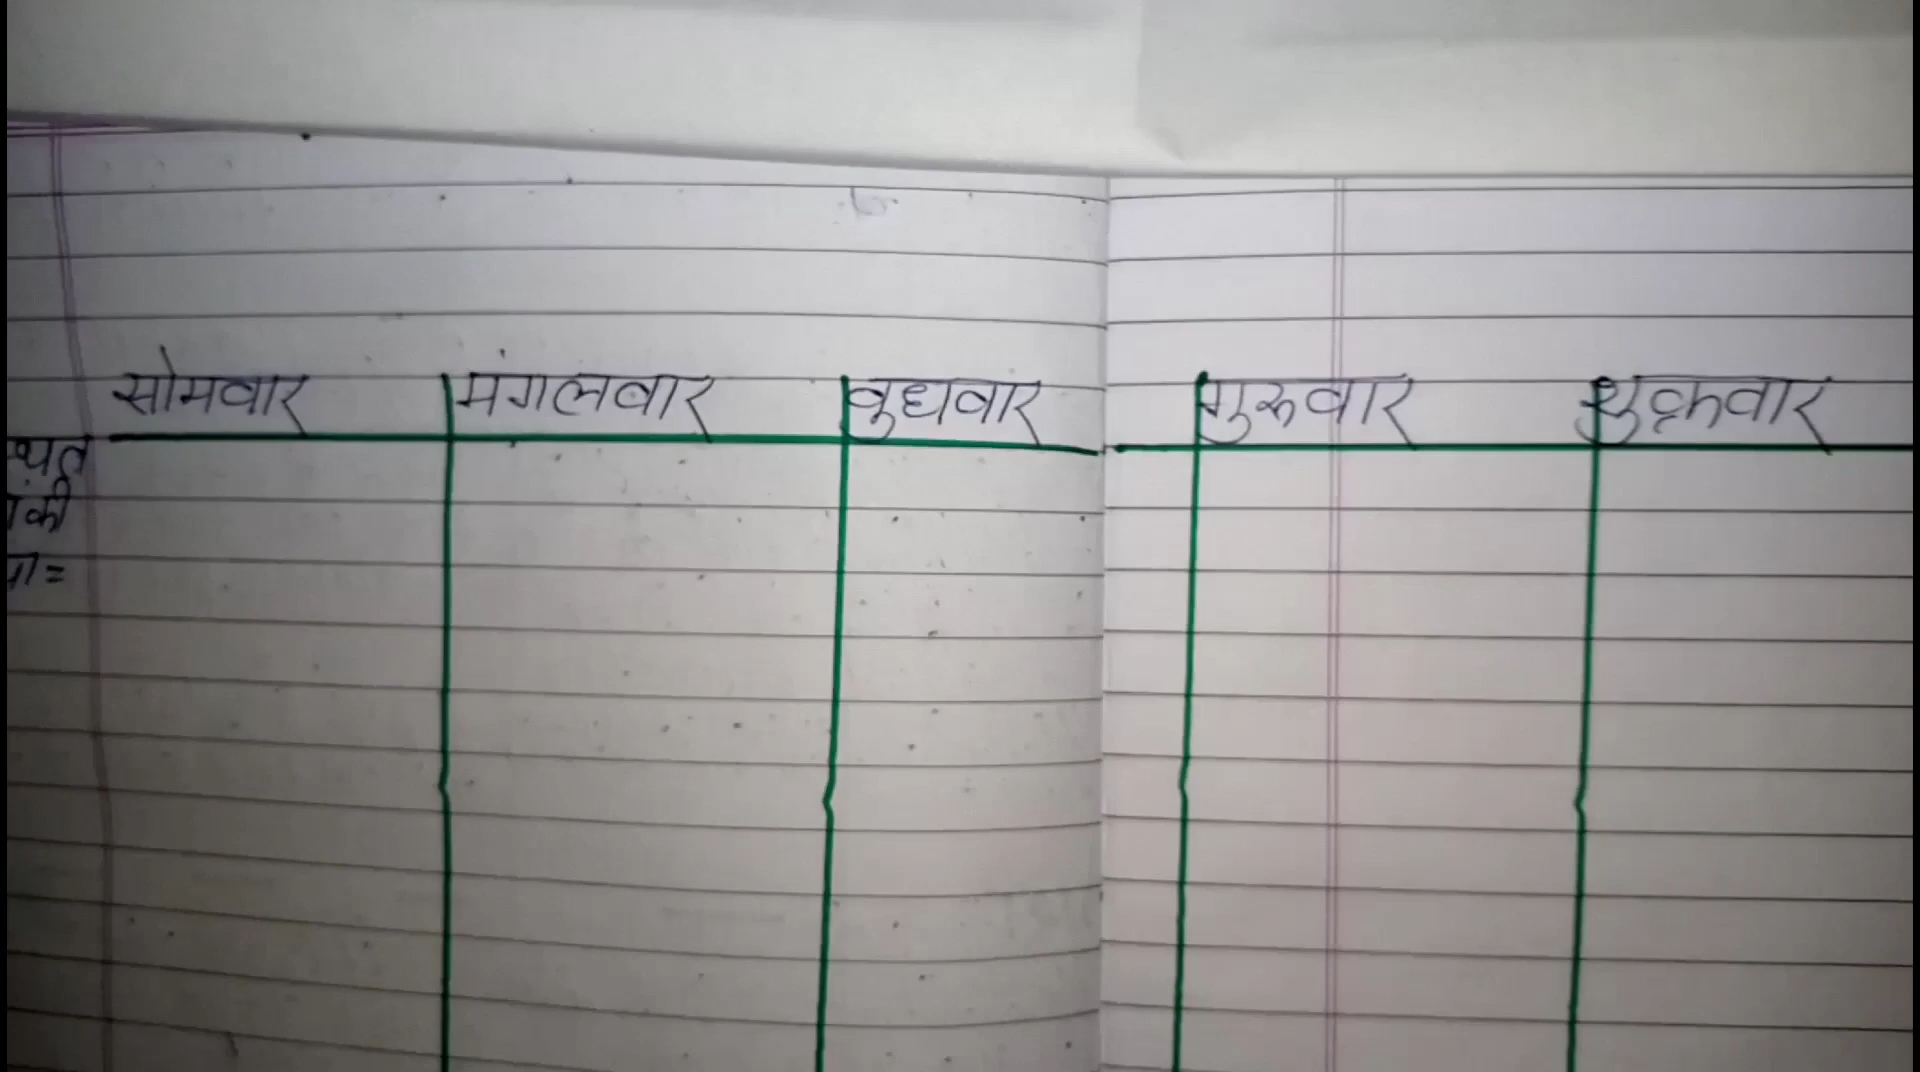 सोमवार मंगलवार बुधवार गुरुवार शुक्रवार
की